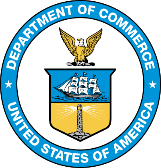 DEPARTMENT OF COMMERCE
UNITED STATES OF AMERICA